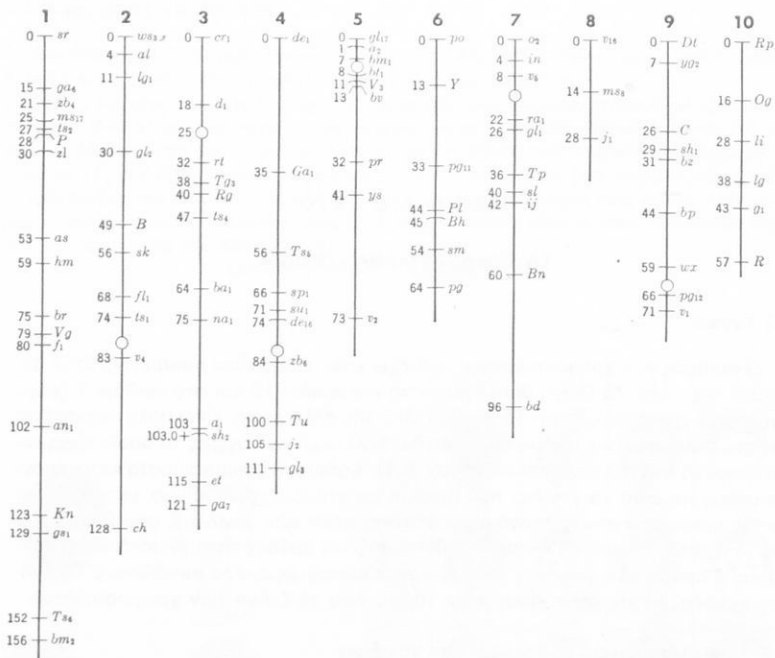 1 2 3 4 5 6 7 8 9 10
0 sr
15 ga₆
21 zb₄
25 ms₁₇
27 ts₂
28 P
30 zl
53 as
59 hm
75 br
79 Vg
80 f₁
102 an₁
123 Kn
129 gs₁
152 Ts₆
156 bm₂
0 ws₃
4 al
11 lg₁
30 gl₂
49 B
56 sk
68 fl₁
74 ts₁
83 v₄
128 ch
0 cr₁
18 d₁
25
32 rt
38 Tg₃
40 Rg
47 ts₄
64 ba₁
75 na₁
103 a₁
103.0+ sh₂
115 et
121 ga₇
0 de₁
35 Ga₁
56 Ts₅
66 sp₁
71 su₁
74 de₁₆
84 zb₆
100 Tu
105 j₂
111 gl₃
0 gl₁₇
1 a₂
7 bm₁
8 bt₁
11 V₃
13 bv
32 pr
41 ys
73 v₂
0 po
13 Y
33 pg₁₁
44 Pl
45 Bh
54 sm
64 pg
0 o₂
4 in
8 v₅
22 ra₁
26 gl₁
36 Tp
40 sl
42 ij
60 Bn
96 bd
0 v₁₆
14 ms₈
28 j₁
0 Dt
7 yg₂
26 C
29 sh₁
31 bz
44 bp
59 wx
66 pg₁₂
71 v₁
0 Rp
16 Og
28 li
38 lg
43 g₁
57 R